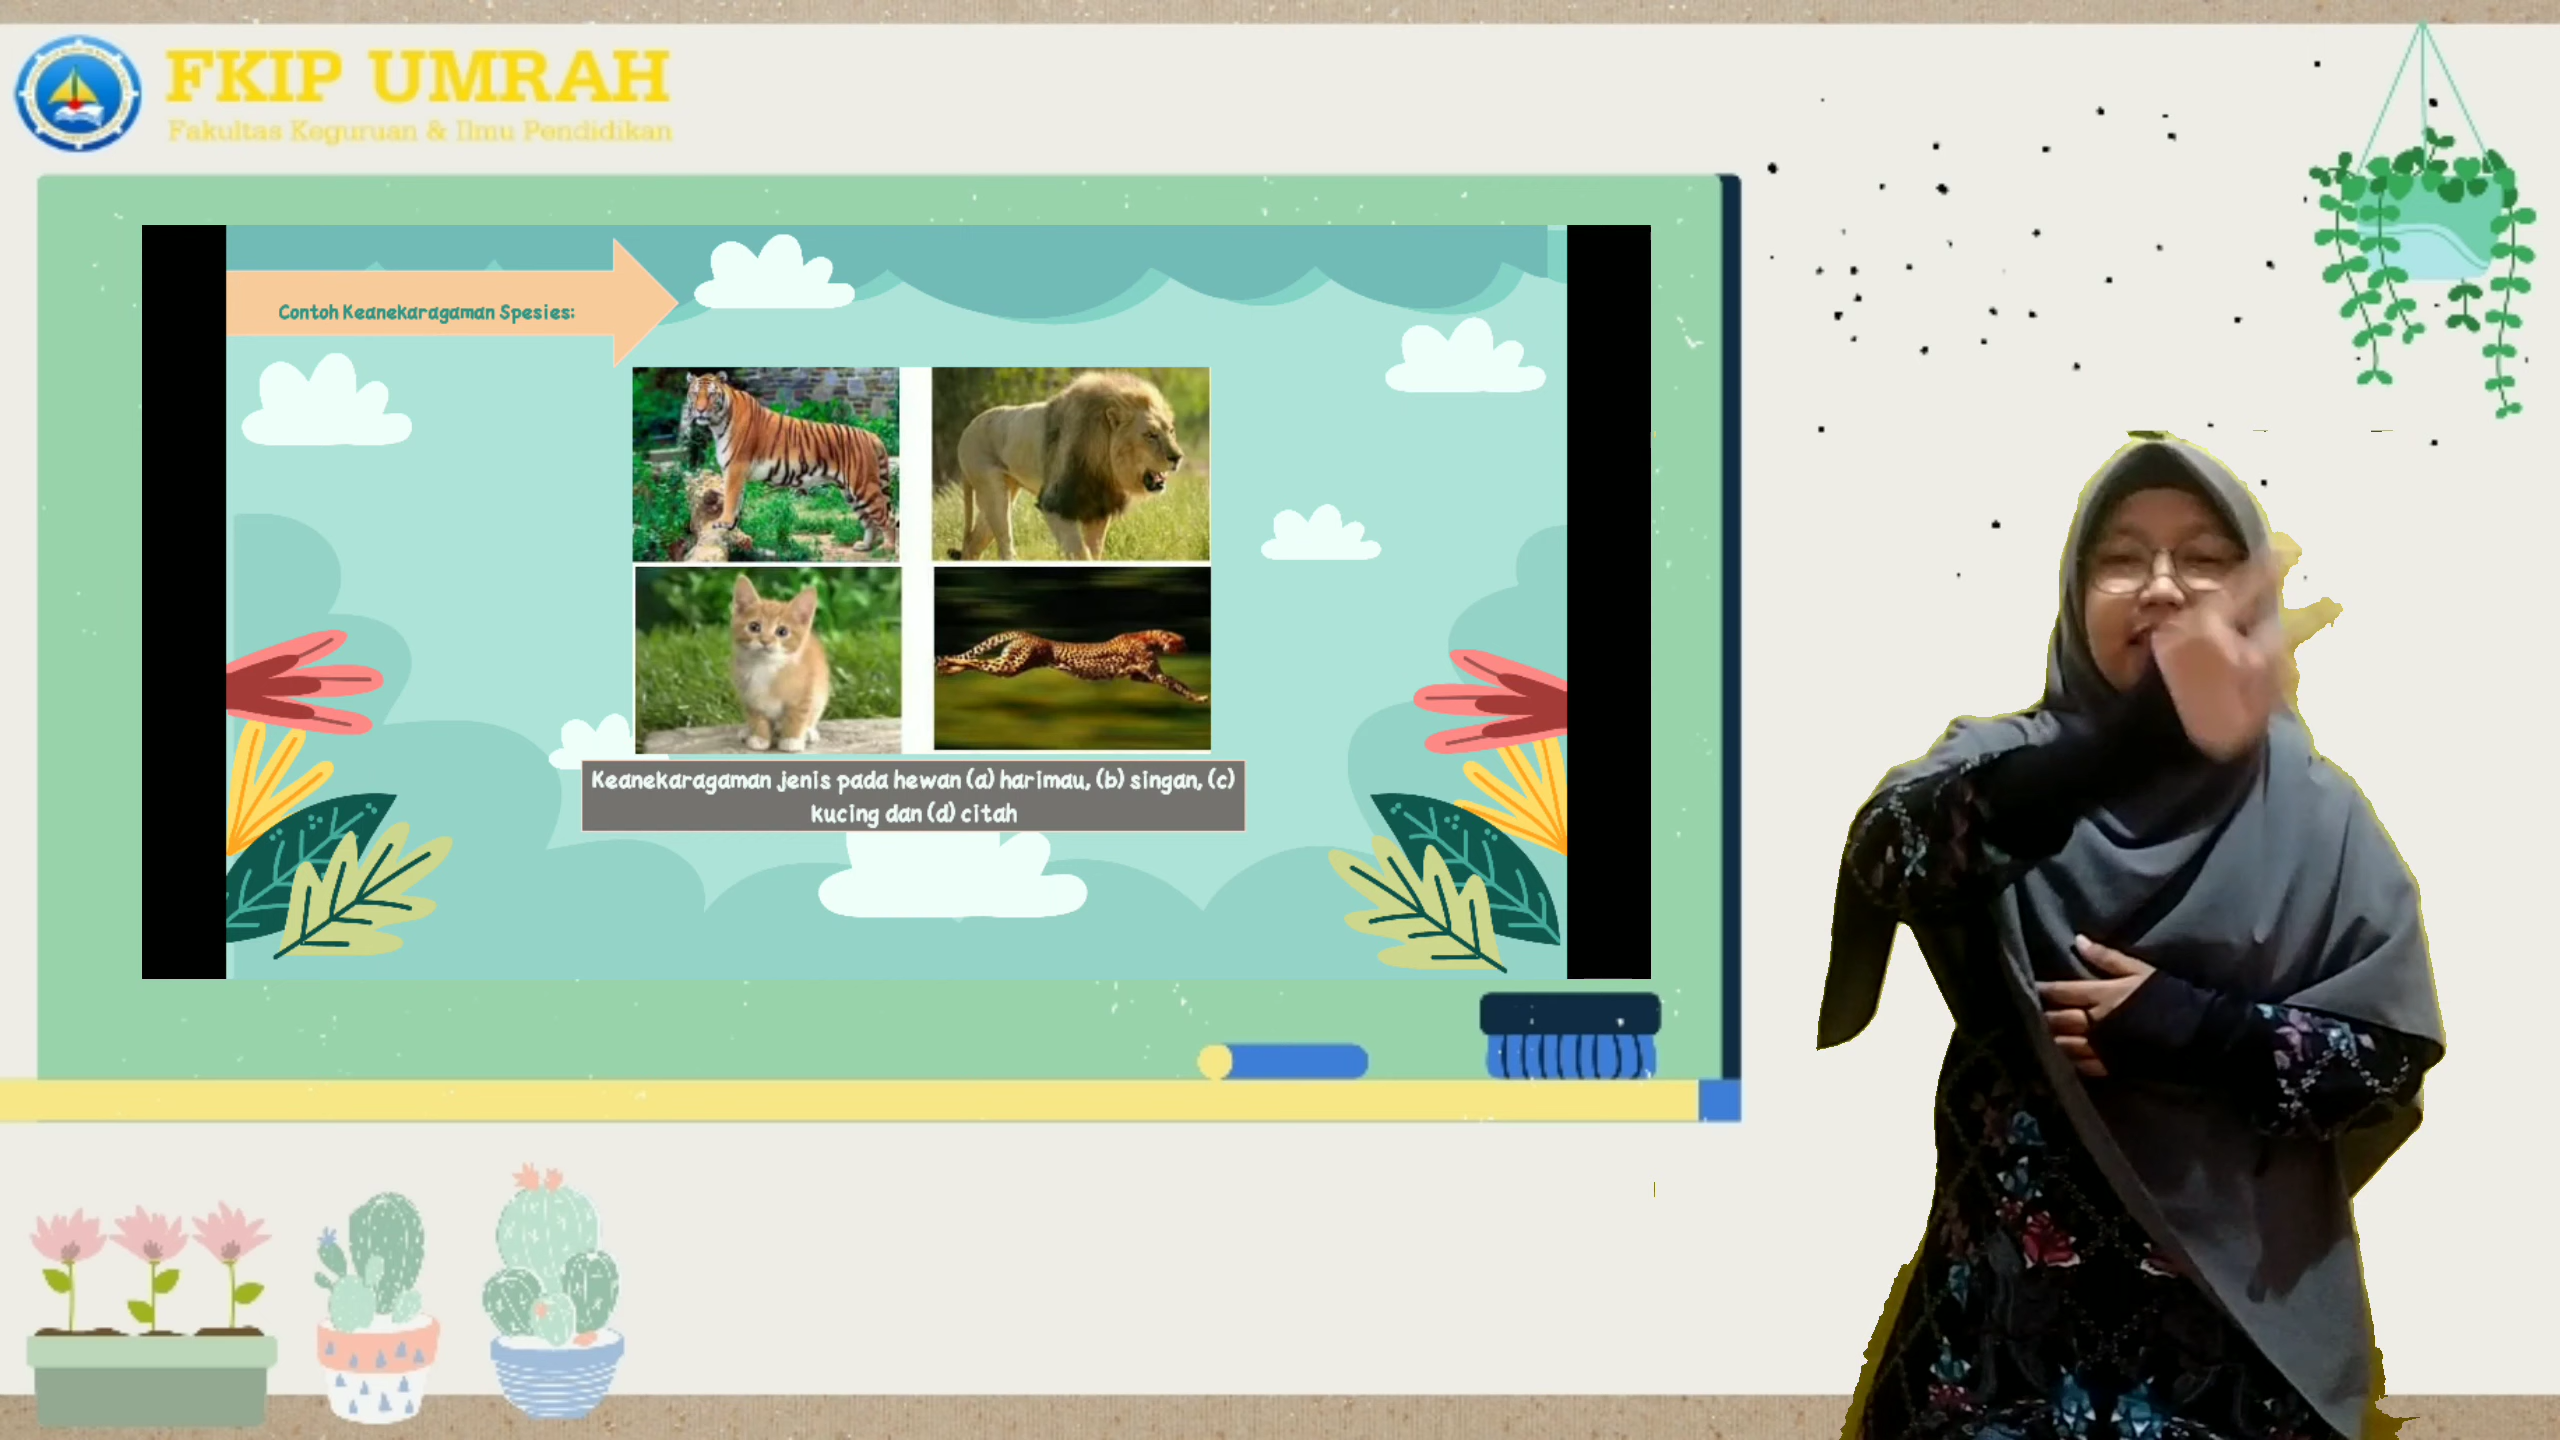 FKIP UMRAH
Fakultas Keguruan & Ilmu Pendidikan
Contoh Keanekaragaman Spesies:
Keanekaragaman jenis pada hewan (a) harimau, (b) singan, (c)
kucing dan (d) citah